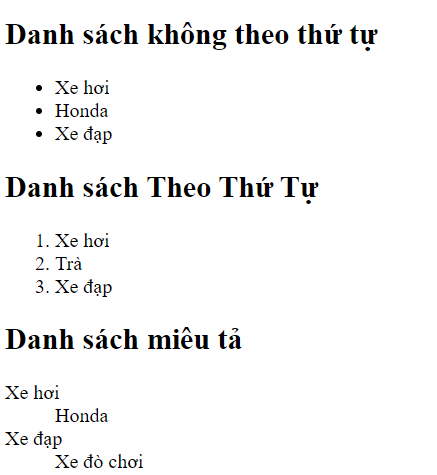 Danh sách không theo thứ tự
• Xe hơi
• Honda
• Xe đạp
Danh sách Theo Thứ Tự
1. Xe hơi
2. Trà
3. Xe đạp
Danh sách miêu tả
Xe hơi
Honda
Xe đạp
Xe đò chơi